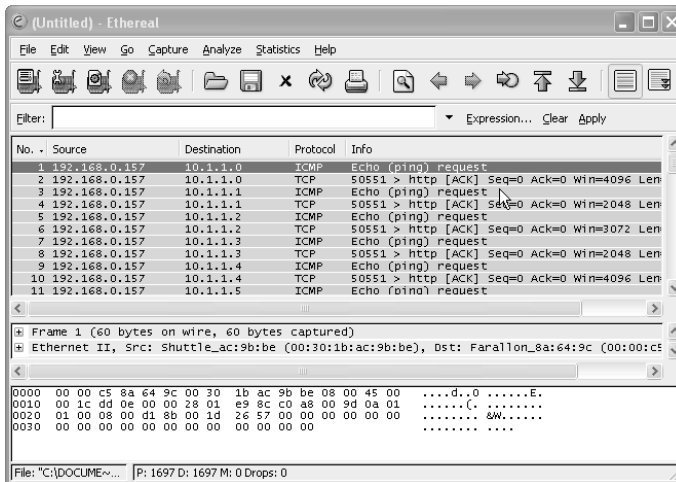 (Untitled) - Ethereal
File Edit View Go Capture Analyze Statistics Help
Filter: Expression... Clear Apply
No. Source Destination Protocol Info
1 192.168.0.157 10.1.1.0 ICMP Echo (ping) request
2 192.168.0.157 10.1.1.0 TCP 50551 > http [ACK] Seq=0 Ack=0 Win=4096 Len
3 192.168.0.157 10.1.1.1 ICMP Echo (ping) request
4 192.168.0.157 10.1.1.1 TCP 50551 > http [ACK] Seq=0 Ack=0 Win=2048 Len
5 192.168.0.157 10.1.1.2 ICMP Echo (ping) request
6 192.168.0.157 10.1.1.2 TCP 50551 > http [ACK] Seq=0 Ack=0 Win=3072 Len
7 192.168.0.157 10.1.1.3 ICMP Echo (ping) request
8 192.168.0.157 10.1.1.3 TCP 50551 > http [ACK] Seq=0 Ack=0 Win=2048 Len
9 192.168.0.157 10.1.1.4 ICMP Echo (ping) request
10 192.168.0.157 10.1.1.4 TCP 50551 > http [ACK] Seq=0 Ack=0 Win=4096 Len
11 192.168.0.157 10.1.1.5 ICMP Echo (ping) request
Frame 1 (60 bytes on wire, 60 bytes captured)
Ethernet II, Src: Shuttle_ac:9b:be (00:30:1b:ac:9b:be), Dst: Farallon_8a:64:9c (00:00:c5
0000 00 00 c5 8a 64 9c 00 30 1b ac 9b be 08 00 45 00 ....d..0 ......E.
0010 00 1c dd 0e 00 00 28 01 e9 8c c0 a8 00 9d 0a 01 ......(. ........
0020 01 00 08 00 d1 8b 00 1d 26 57 00 00 00 00 00 00 ........ &W......
0030 00 00 00 00 00 00 00 00 00 00 00 00 ........ ....
File: "C:\DOCUME~... P: 1697 D: 1697 M: 0 Drops: 0